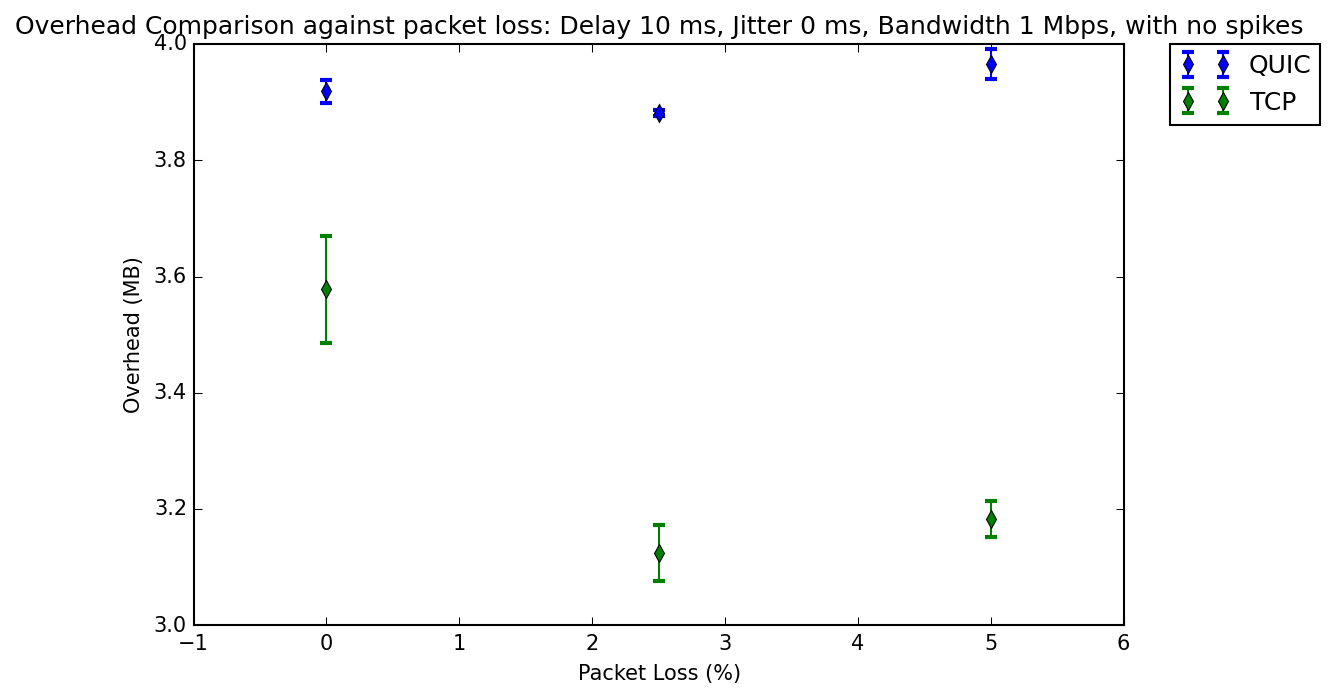 Overhead Comparison against packet loss: Delay 10 ms, Jitter 0 ms, Bandwidth 1 Mbps, with no spikes
QUIC
TCP
Overhead (MB)
4.0
3.8
3.6
3.4
3.2
3.0
−1 0 1 2 3 4 5 6
Packet Loss (%)